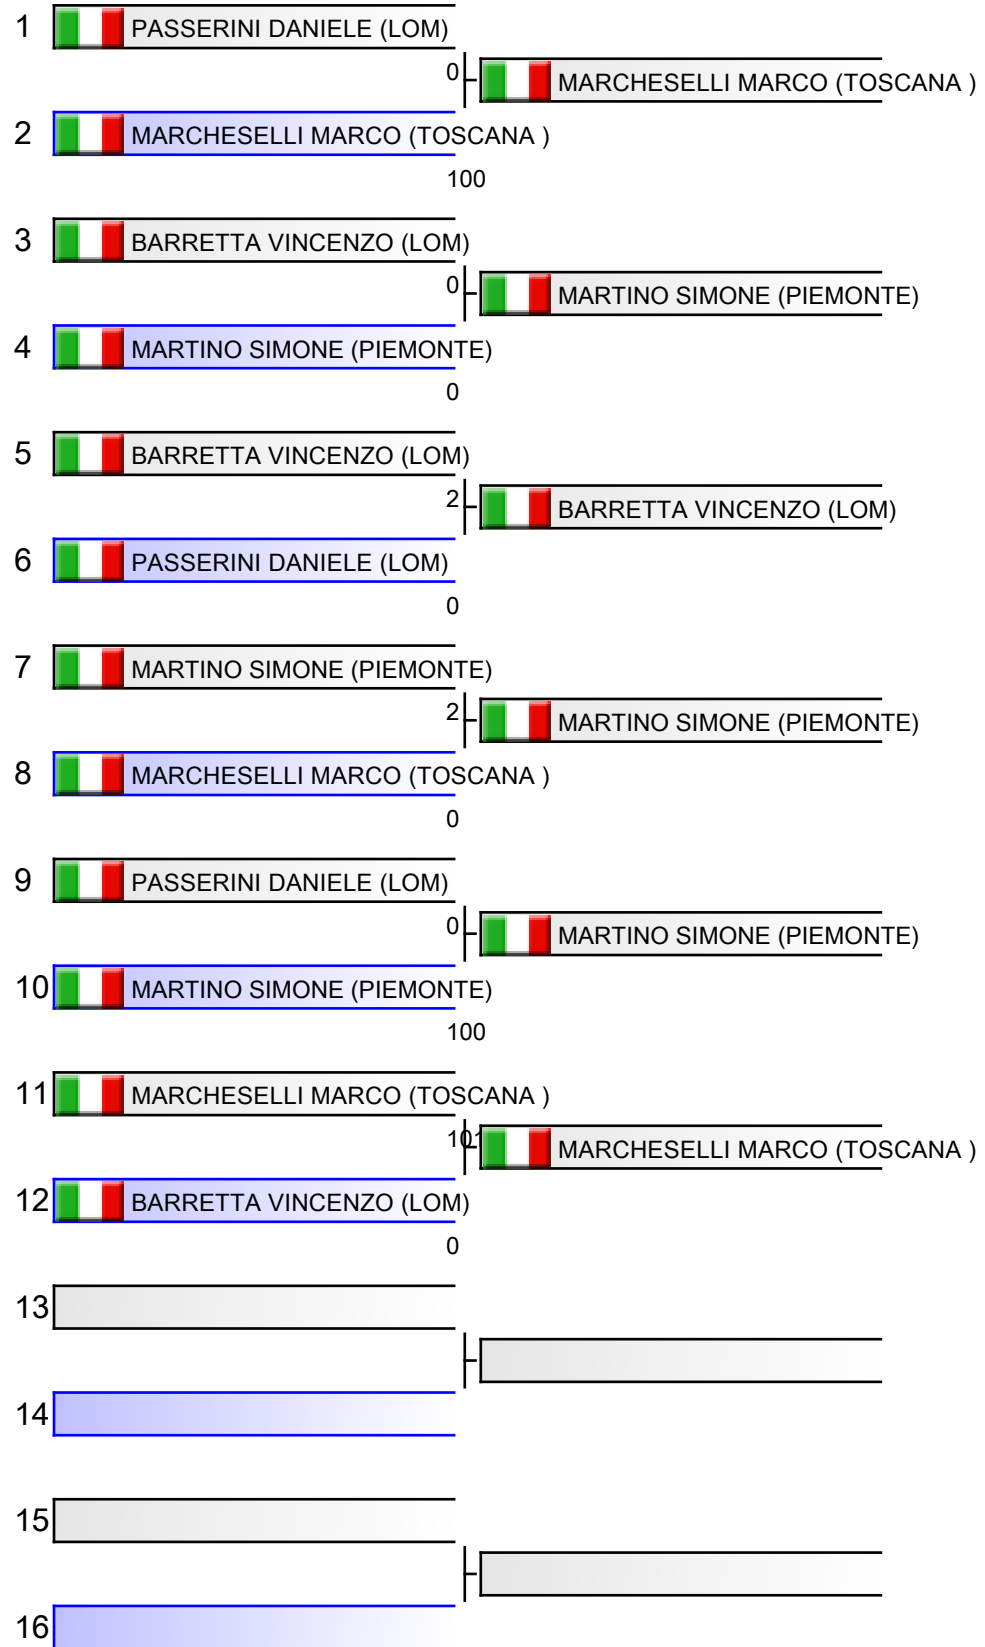 1 PASSERINI DANIELE (LOM)
0 MARCHESELLI MARCO (TOSCANA )
2 MARCHESELLI MARCO (TOSCANA )
100
3 BARRETTA VINCENZO (LOM)
0 MARTINO SIMONE (PIEMONTE)
4 MARTINO SIMONE (PIEMONTE)
0
5 BARRETTA VINCENZO (LOM)
2 BARRETTA VINCENZO (LOM)
6 PASSERINI DANIELE (LOM)
0
7 MARTINO SIMONE (PIEMONTE)
2 MARTINO SIMONE (PIEMONTE)
8 MARCHESELLI MARCO (TOSCANA )
0
9 PASSERINI DANIELE (LOM)
0 MARTINO SIMONE (PIEMONTE)
10 MARTINO SIMONE (PIEMONTE)
100
11 MARCHESELLI MARCO (TOSCANA )
MARCHESELLI MARCO (TOSCANA )
12 BARRETTA VINCENZO (LOM)
0
13
14
15
16